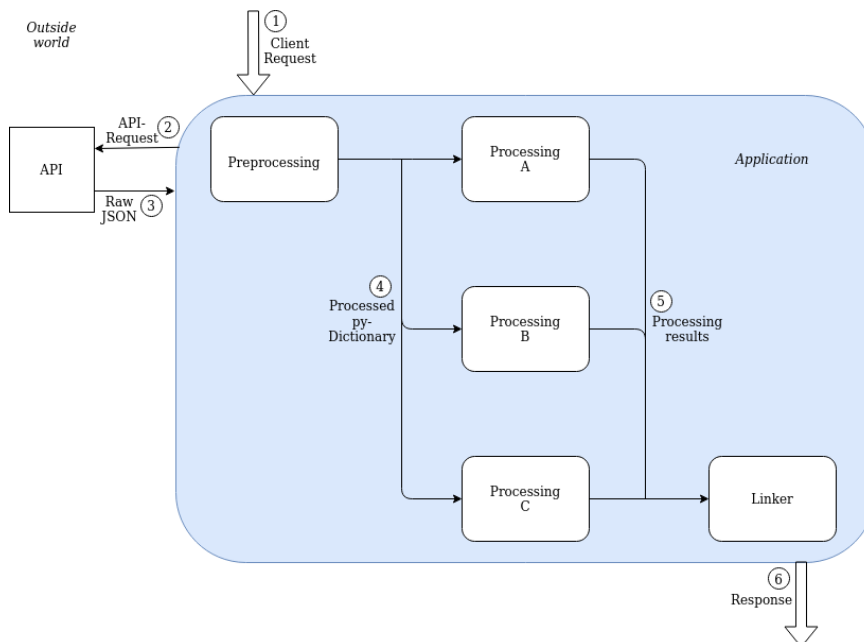 Outside
world
1
Client
Request
API-
Request
2
API
Raw
JSON
3
Preprocessing
Processing
A
Application
4
Processed
py-
Dictionary
Processing
B
5
Processing
results
Processing
C
Linker
6
Response